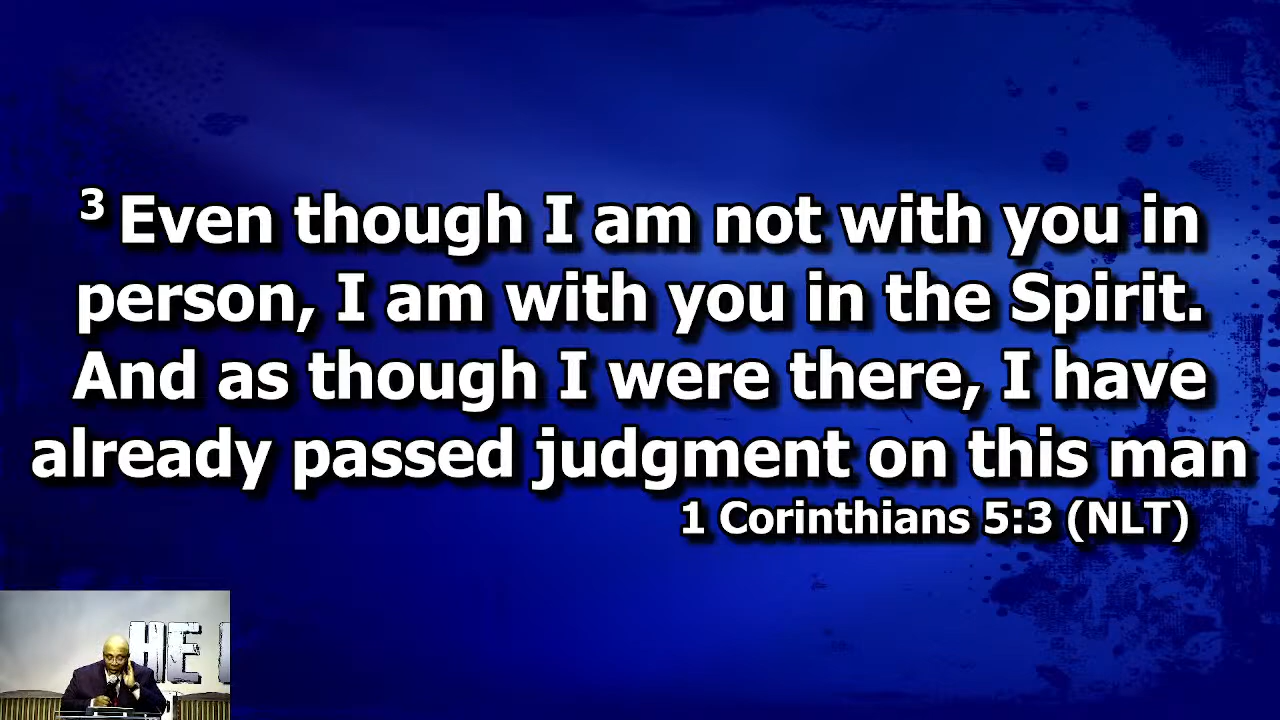 ³ Even though I am not with you in
person, I am with you in the Spirit.
And as though I were there, I have
already passed judgment on this man
1 Corinthians 5:3 (NLT)
HE